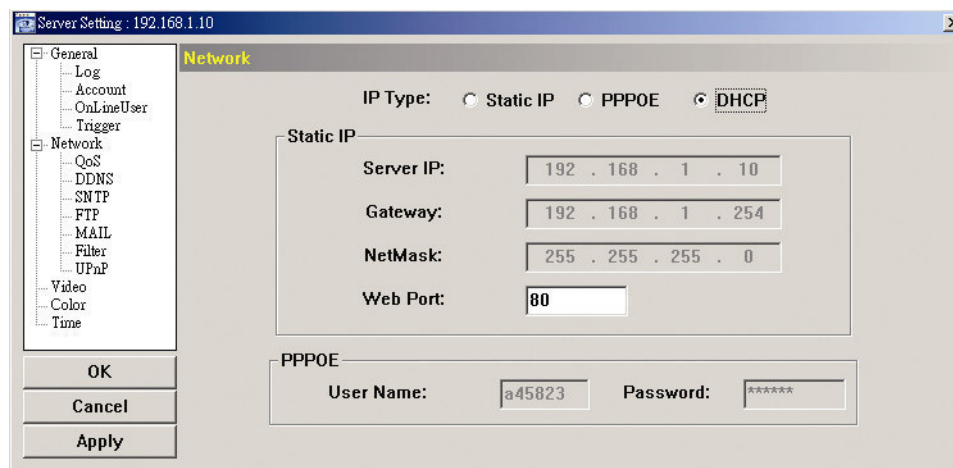 Server Setting : 192.168.1.10
General
Log
Account
OnLineUser
Trigger
Network
QoS
DDNS
SNTP
FTP
MAIL
Filter
UPnP
Video
Color
Time
OK
Cancel
Apply
Network
IP Type: Static IP PPPOE DHCP
Static IP
Server IP: 192 . 168 . 1 . 10
Gateway: 192 . 168 . 1 . 254
NetMask: 255 . 255 . 255 . 0
Web Port: 80
PPPOE
User Name: a45823 Password: ******